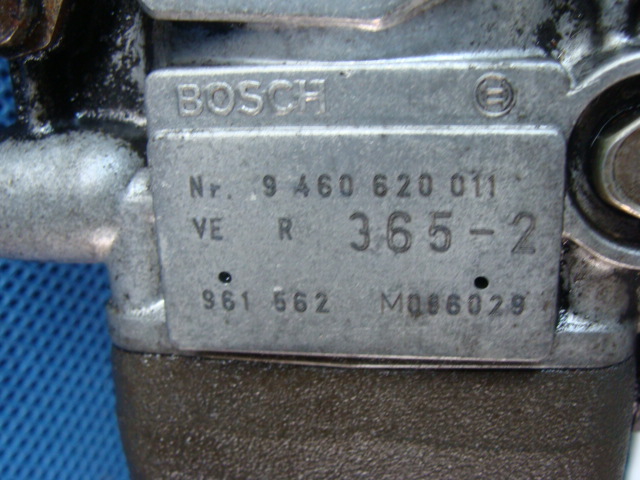 BOSCH
Nr. 9 460 620 011
VE R 365-2
961 562 M086029